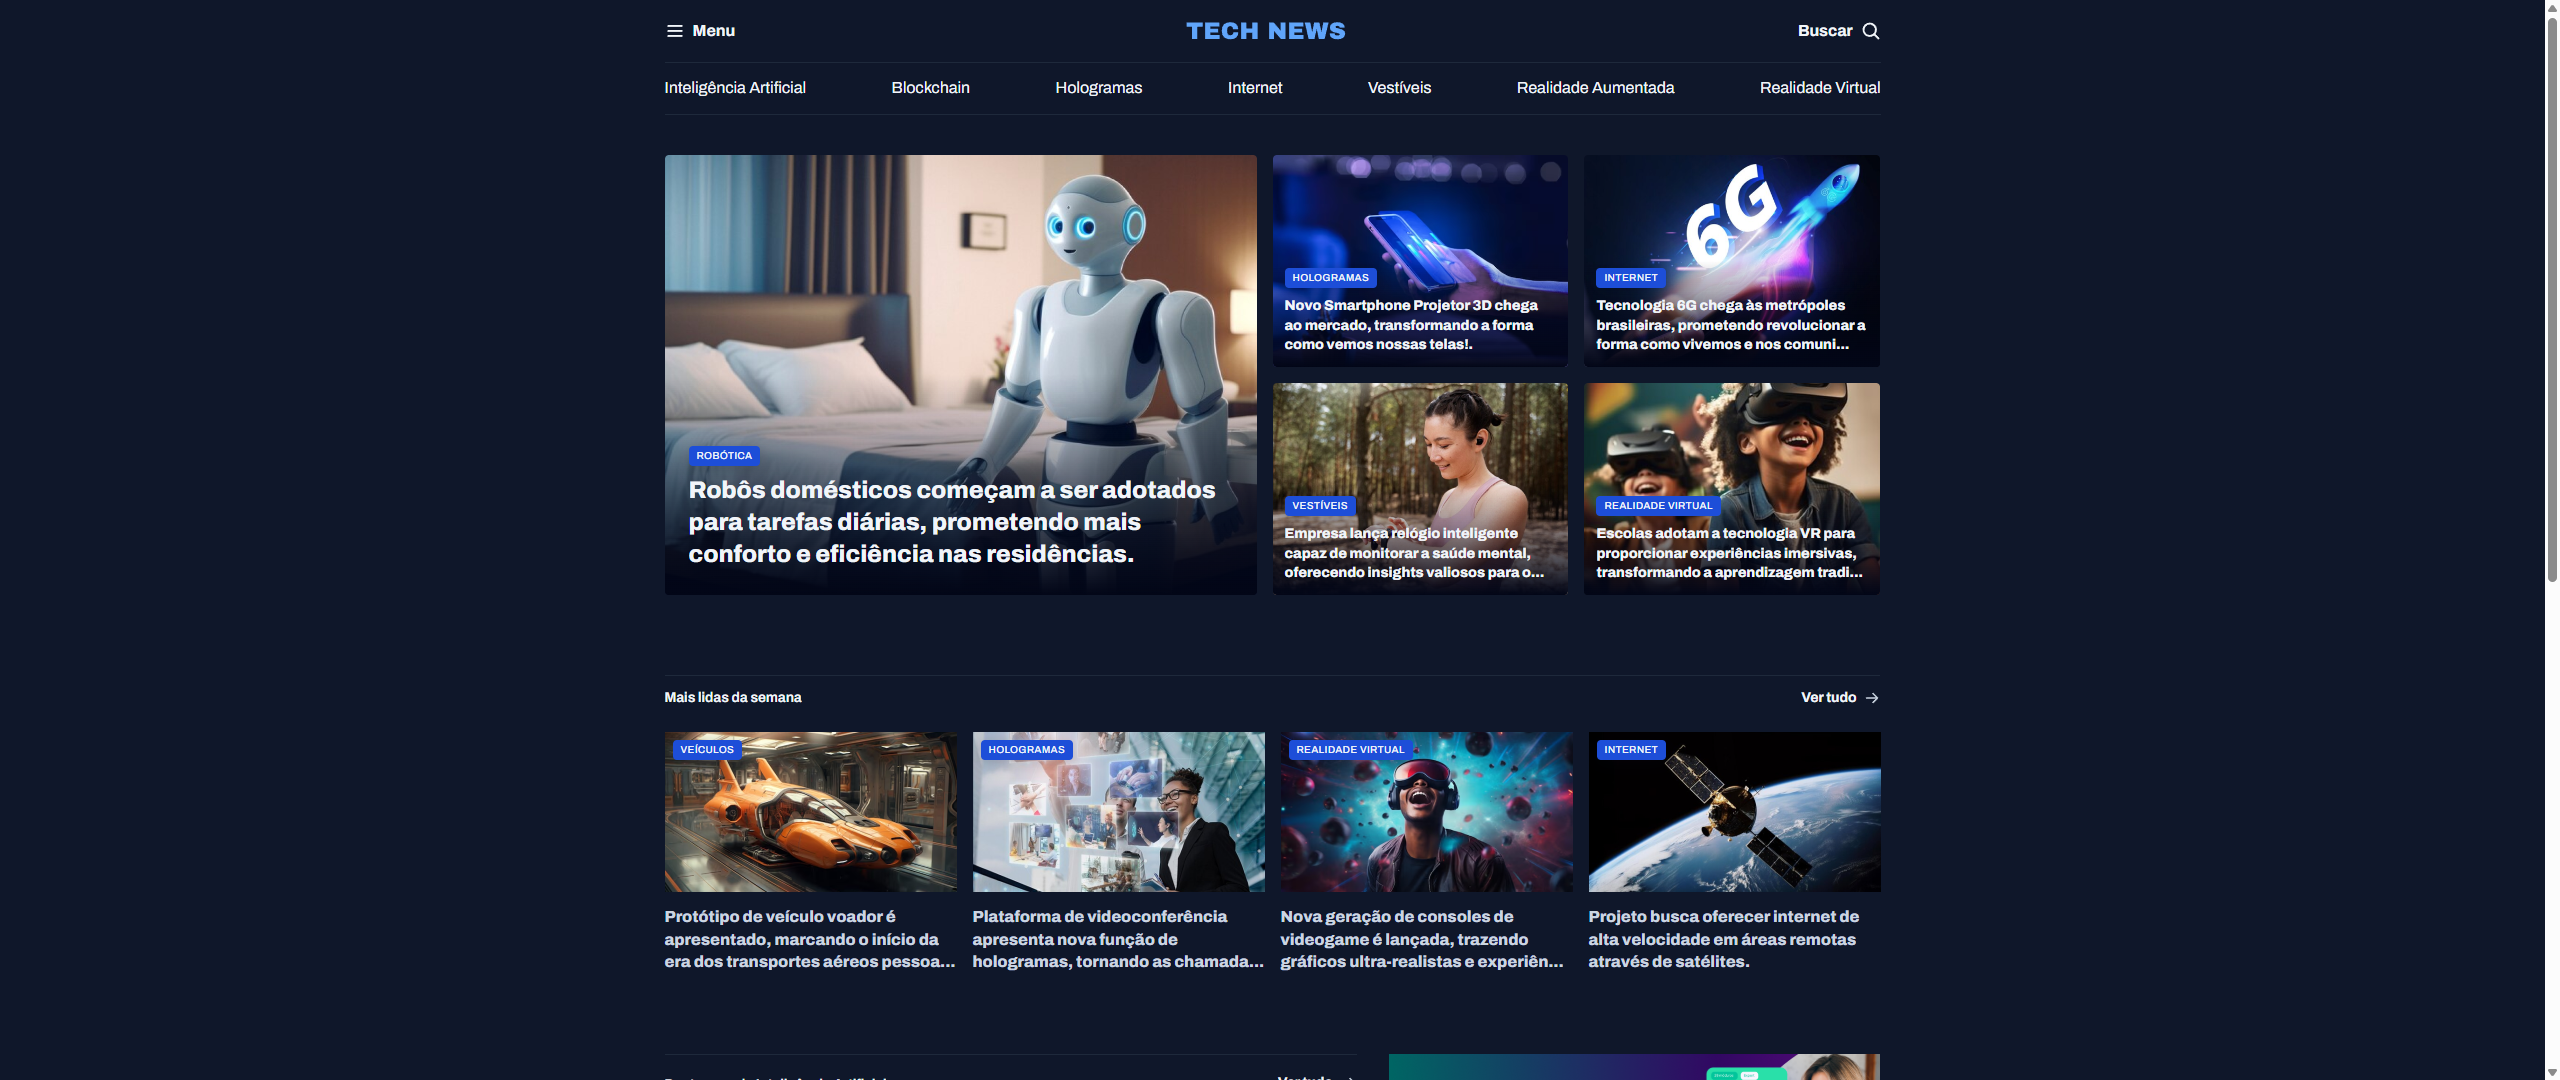 Menu
TECH NEWS
Buscar
Inteligência Artificial
Blockchain
Hologramas
Internet
Vestíveis
Realidade Aumentada
Realidade Virtual
ROBÓTICA
Robôs domésticos começam a ser adotados
para tarefas diárias, prometendo mais
conforto e eficiência nas residências.
HOLOGRAMAS
Novo Smartphone Projetor 3D chega
ao mercado, transformando a forma
como vemos nossas telas!.
6G
INTERNET
Tecnologia 6G chega às metrópoles
brasileiras, prometendo revolucionar a
forma como vivemos e nos comuni...
VESTÍVEIS
Empresa lança relógio inteligente
capaz de monitorar a saúde mental,
oferecendo insights valiosos para o...
REALIDADE VIRTUAL
Escolas adotam a tecnologia VR para
proporcionar experiências imersivas,
transformando a aprendizagem tradi...
Mais lidas da semana
Ver tudo
VEÍCULOS
Protótipo de veículo voador é
apresentado, marcando o início da
era dos transportes aéreos pessoa...
HOLOGRAMAS
Plataforma de videoconferência
apresenta nova função de
hologramas, tornando as chamada...
REALIDADE VIRTUAL
Nova geração de consoles de
videogame é lançada, trazendo
gráficos ultra-realistas e experiên...
INTERNET
Projeto busca oferecer internet de
alta velocidade em áreas remotas
através de satélites.
Ver tudo